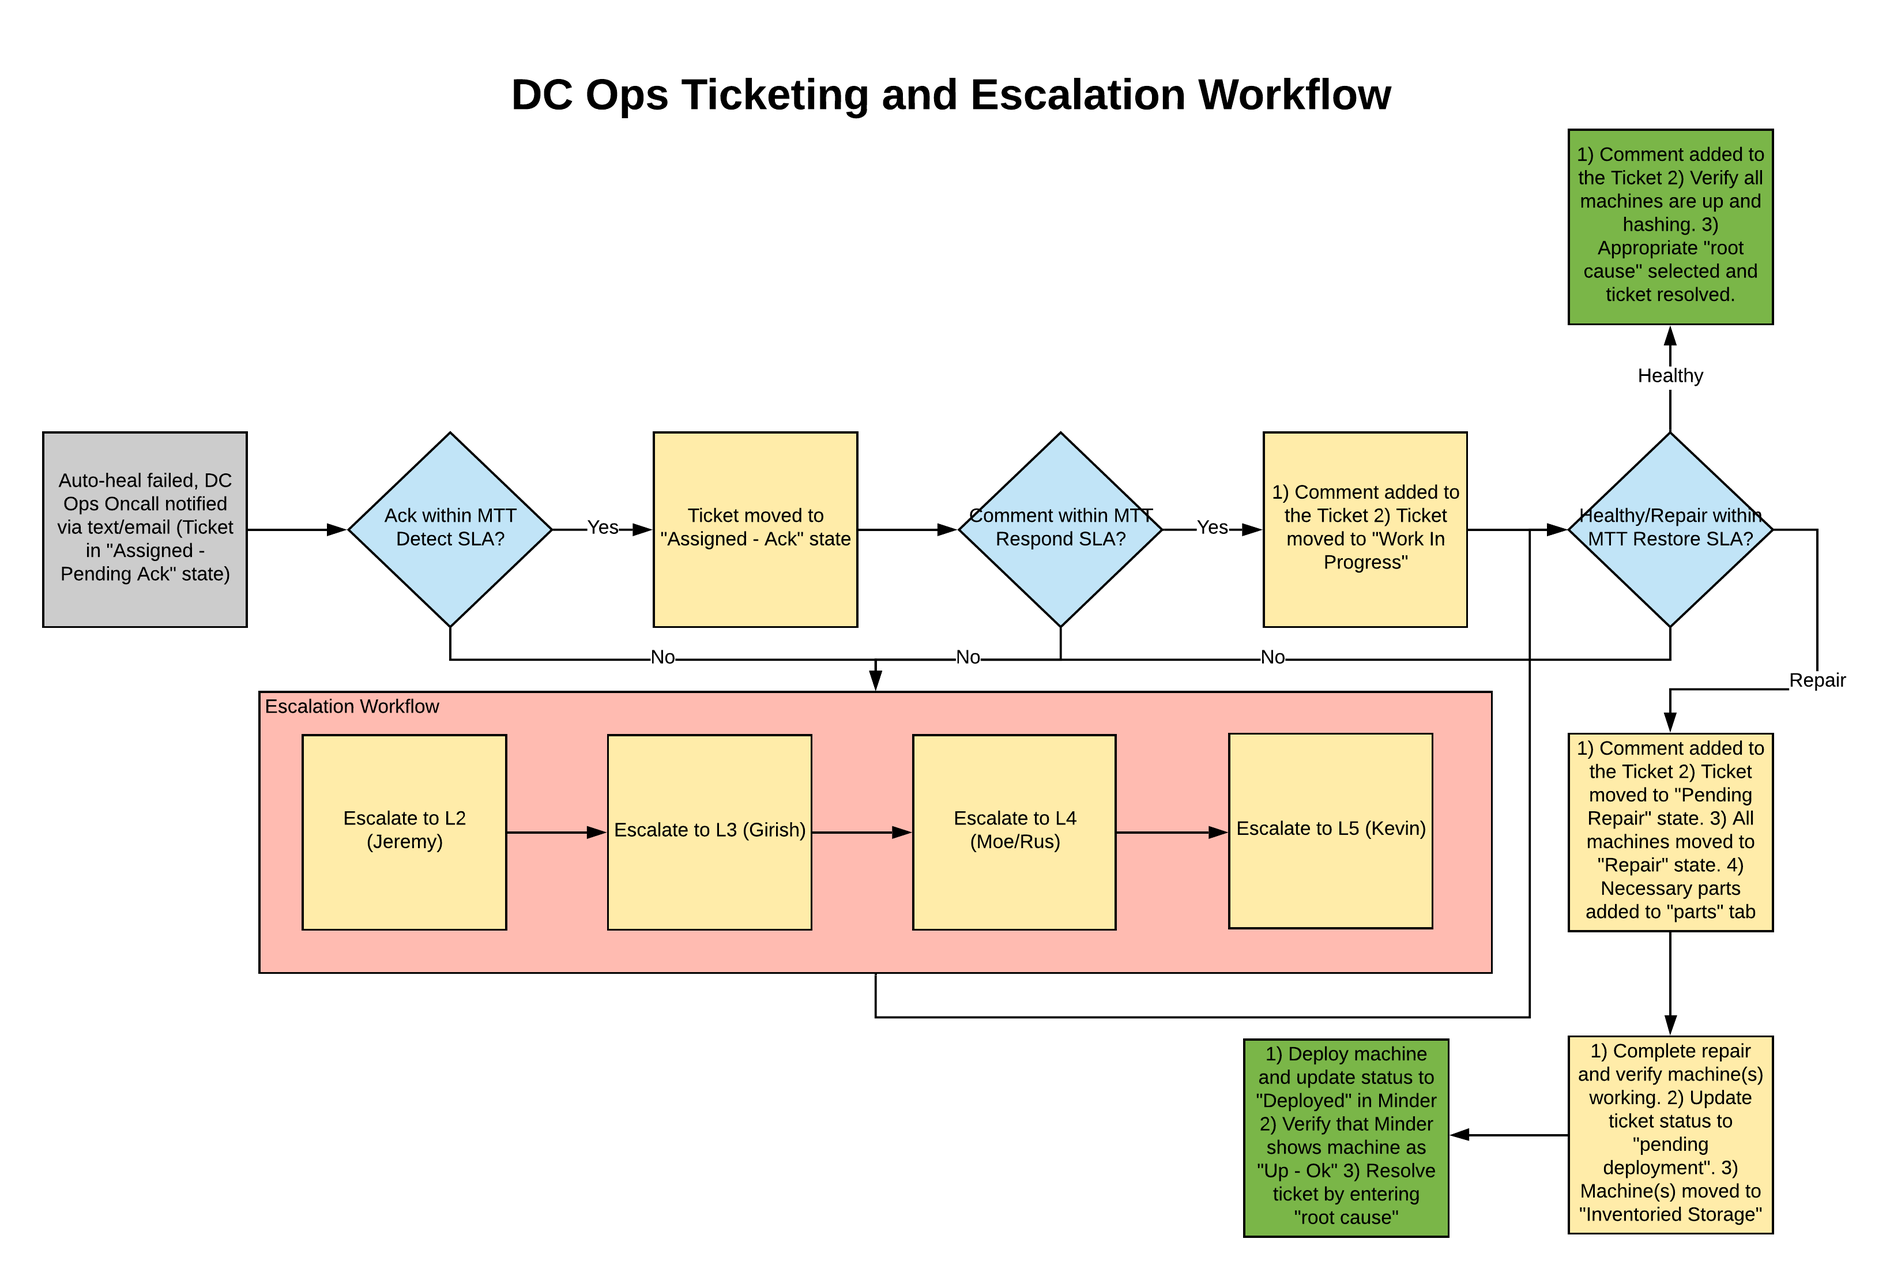 DC Ops Ticketing and Escalation Workflow
1) Comment added to
the Ticket 2) Verify all
machines are up and
hashing. 3)
Appropriate "root
cause" selected and
ticket resolved.
Healthy
Auto-heal failed, DC
Ops Oncall notified
via text/email (Ticket
in "Assigned -
Pending Ack" state)
Ack within MTT
Detect SLA?
Yes
Ticket moved to
"Assigned - Ack" state
Comment within MTT
Respond SLA?
Yes
1) Comment added to
the Ticket 2) Ticket
moved to "Work In
Progress"
Healthy/Repair within
MTT Restore SLA?
No
No
No
Repair
Escalation Workflow
Escalate to L2
(Jeremy)
Escalate to L3 (Girish)
Escalate to L4
(Moe/Rus)
Escalate to L5 (Kevin)
1) Comment added to
the Ticket 2) Ticket
moved to "Pending
Repair" state. 3) All
machines moved to
"Repair" state. 4)
Necessary parts
added to "parts" tab
1) Deploy machine
and update status to
"Deployed" in Minder
2) Verify that Minder
shows machine as
"Up - Ok" 3) Resolve
ticket by entering
"root cause"
1) Complete repair
and verify machine(s)
working. 2) Update
ticket status to
"pending
deployment". 3)
Machine(s) moved to
"Inventoried Storage"